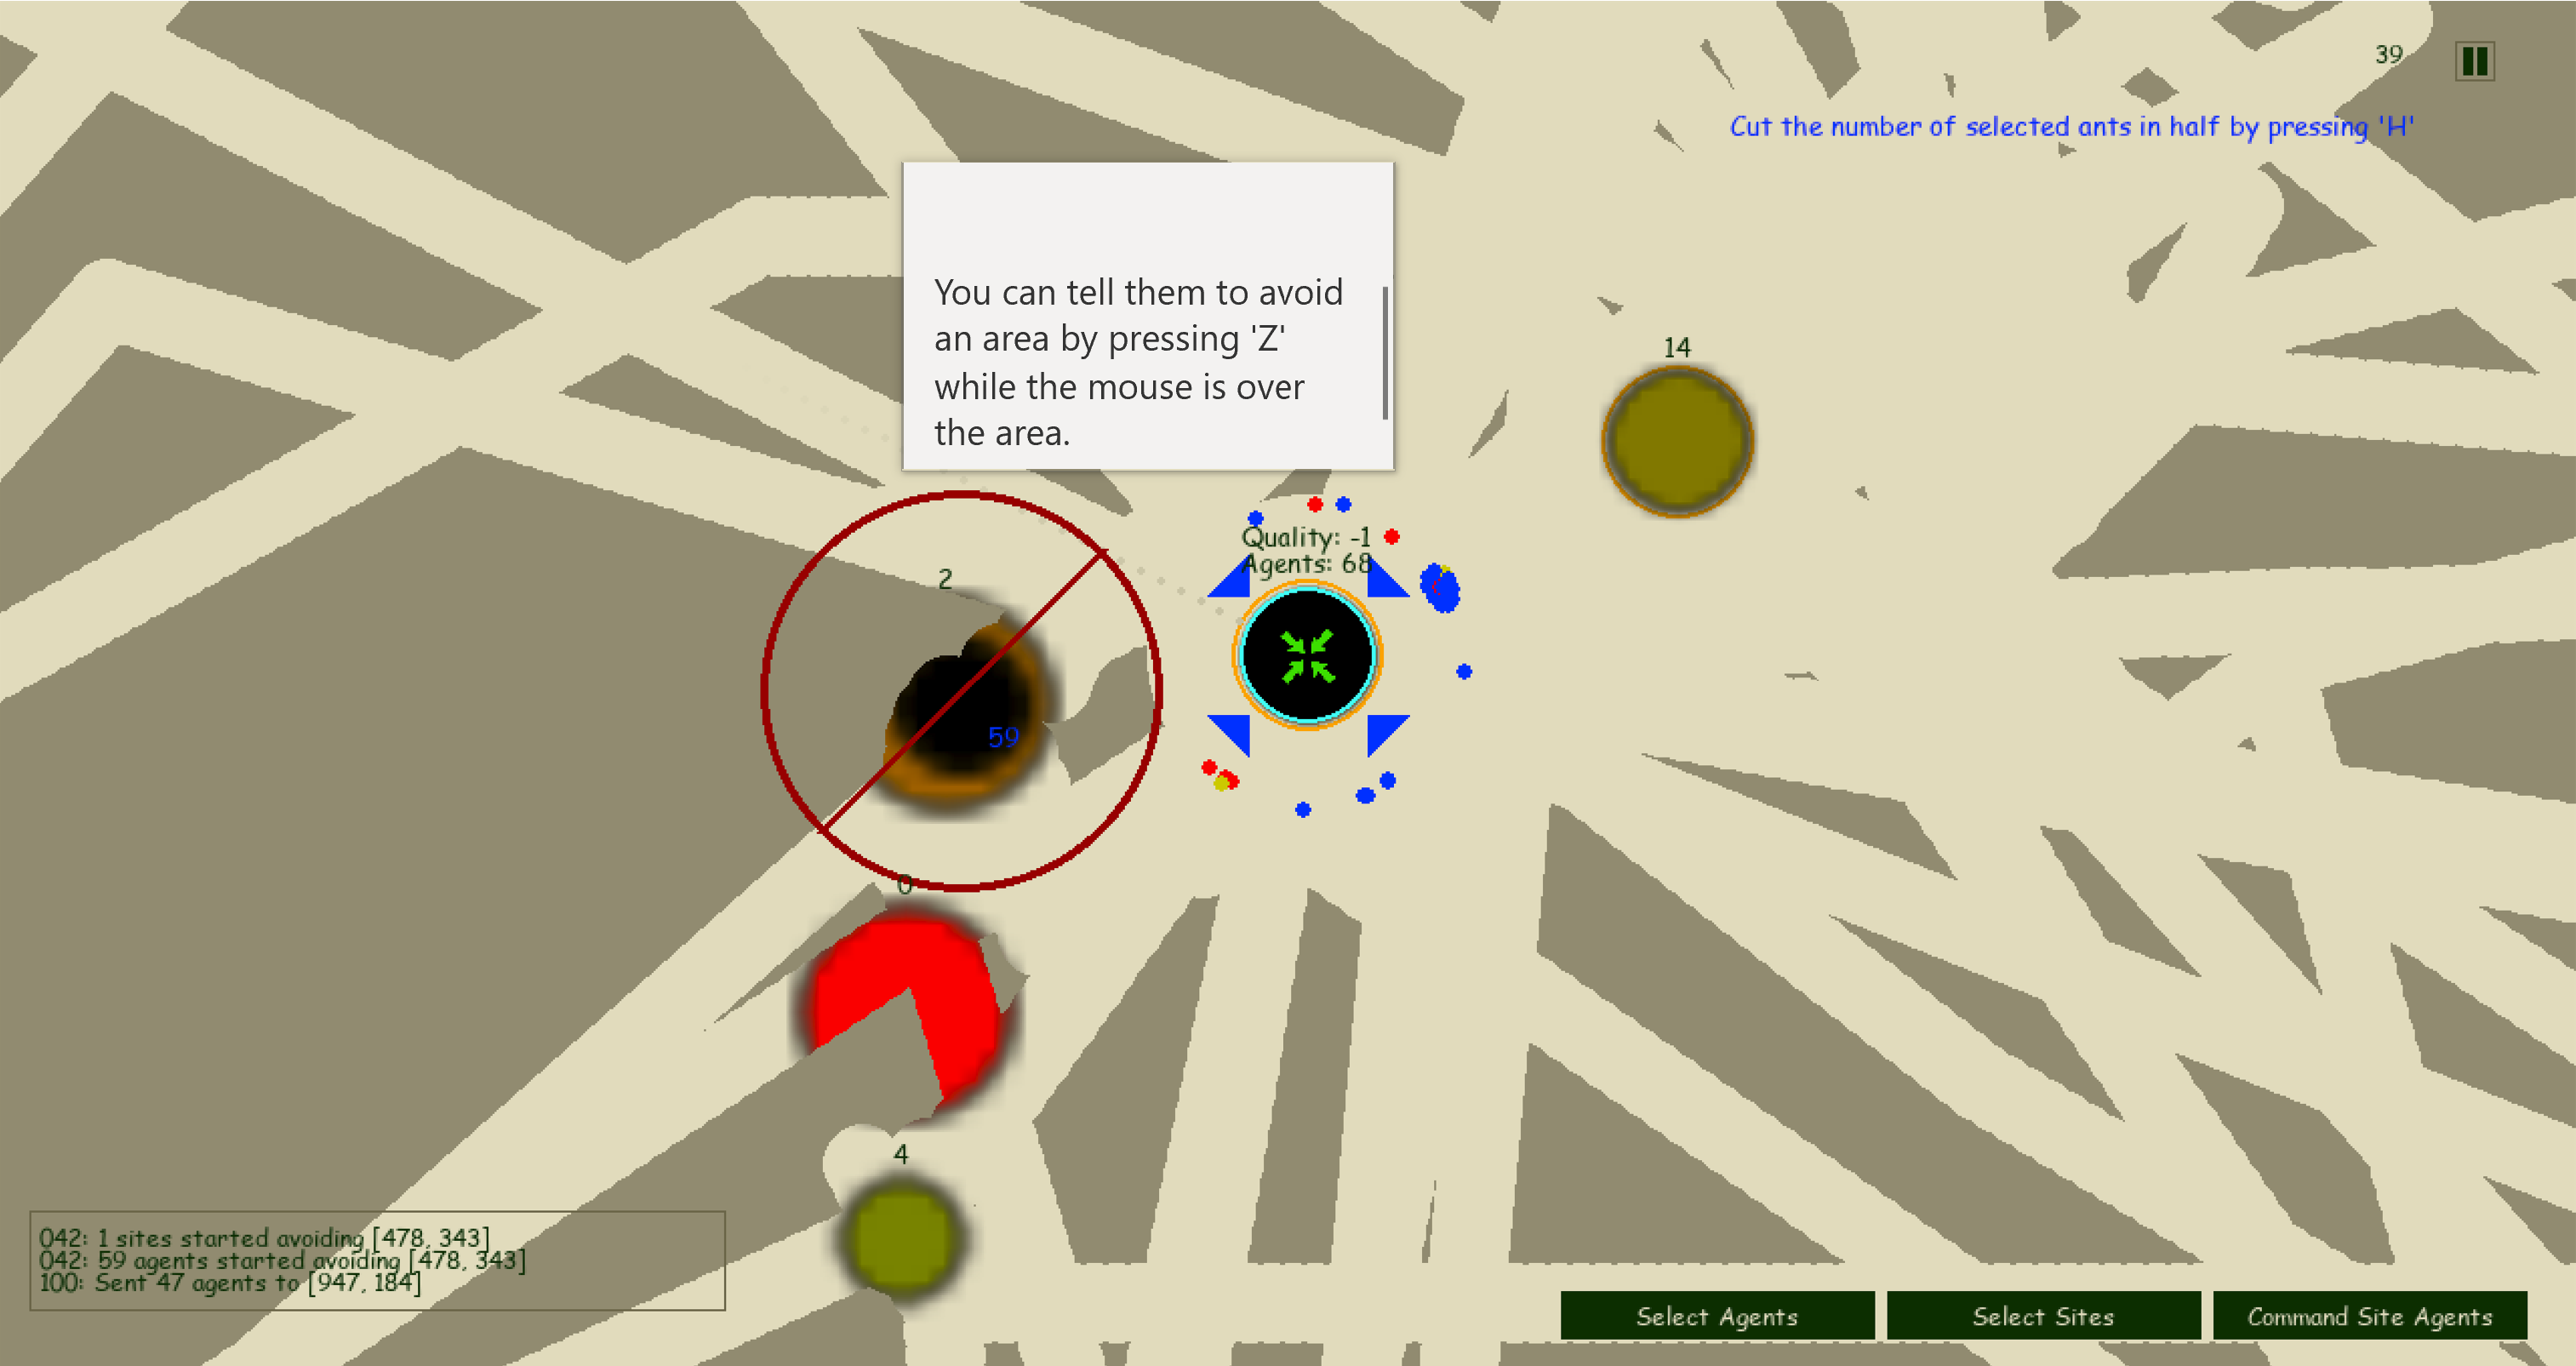 39
Cut the number of selected ants in half by pressing 'H'
You can tell them to avoid
an area by pressing 'Z'
while the mouse is over
the area.
14
Quality: -1
Agents: 68
2
59
0
4
042: 1 sites started avoiding [478, 343]
042: 59 agents started avoiding [478, 343]
100: Sent 47 agents to [947, 184]
Select Agents
Select Sites
Command Site Agents